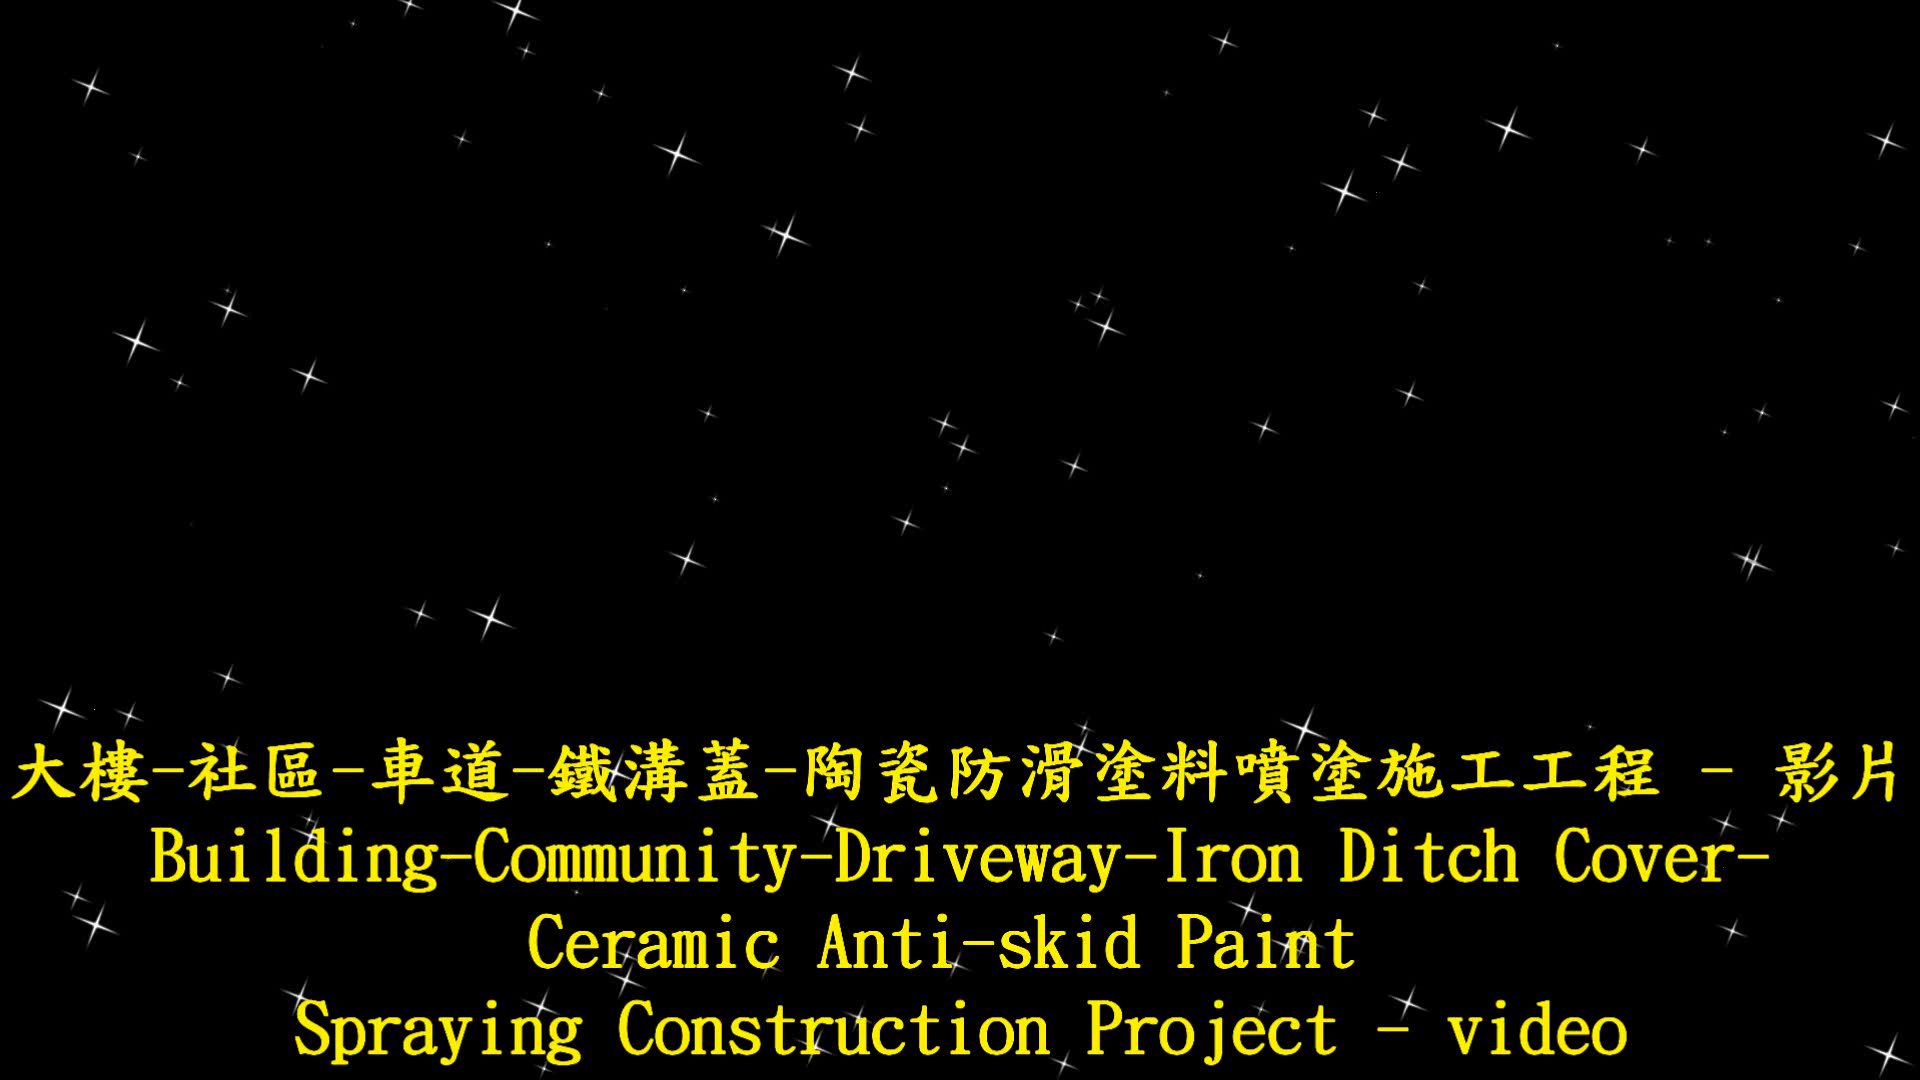 大樓-社區-車道-鐵溝蓋-陶瓷防滑塗料噴塗施工工程 - 影片
Building-Community-Driveway-Iron Ditch Cover-
Ceramic Anti-skid Paint
Spraying Construction Project - video